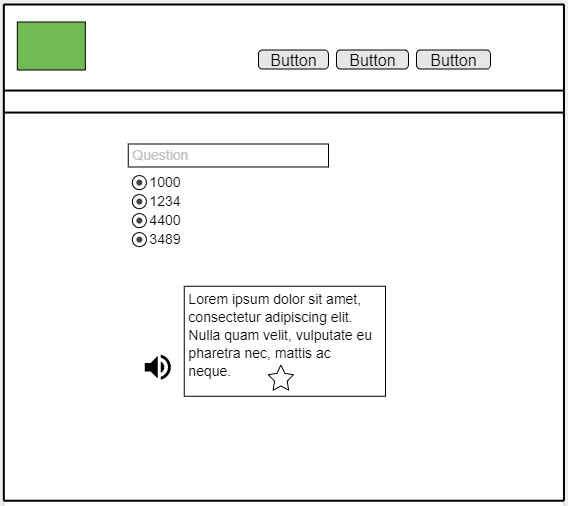 Button Button Button
Question
1000
1234
4400
3489
Lorem ipsum dolor sit amet,
consectetur adipiscing elit.
Nulla quam velit, vulputate eu
pharetra nec, mattis ac
neque.